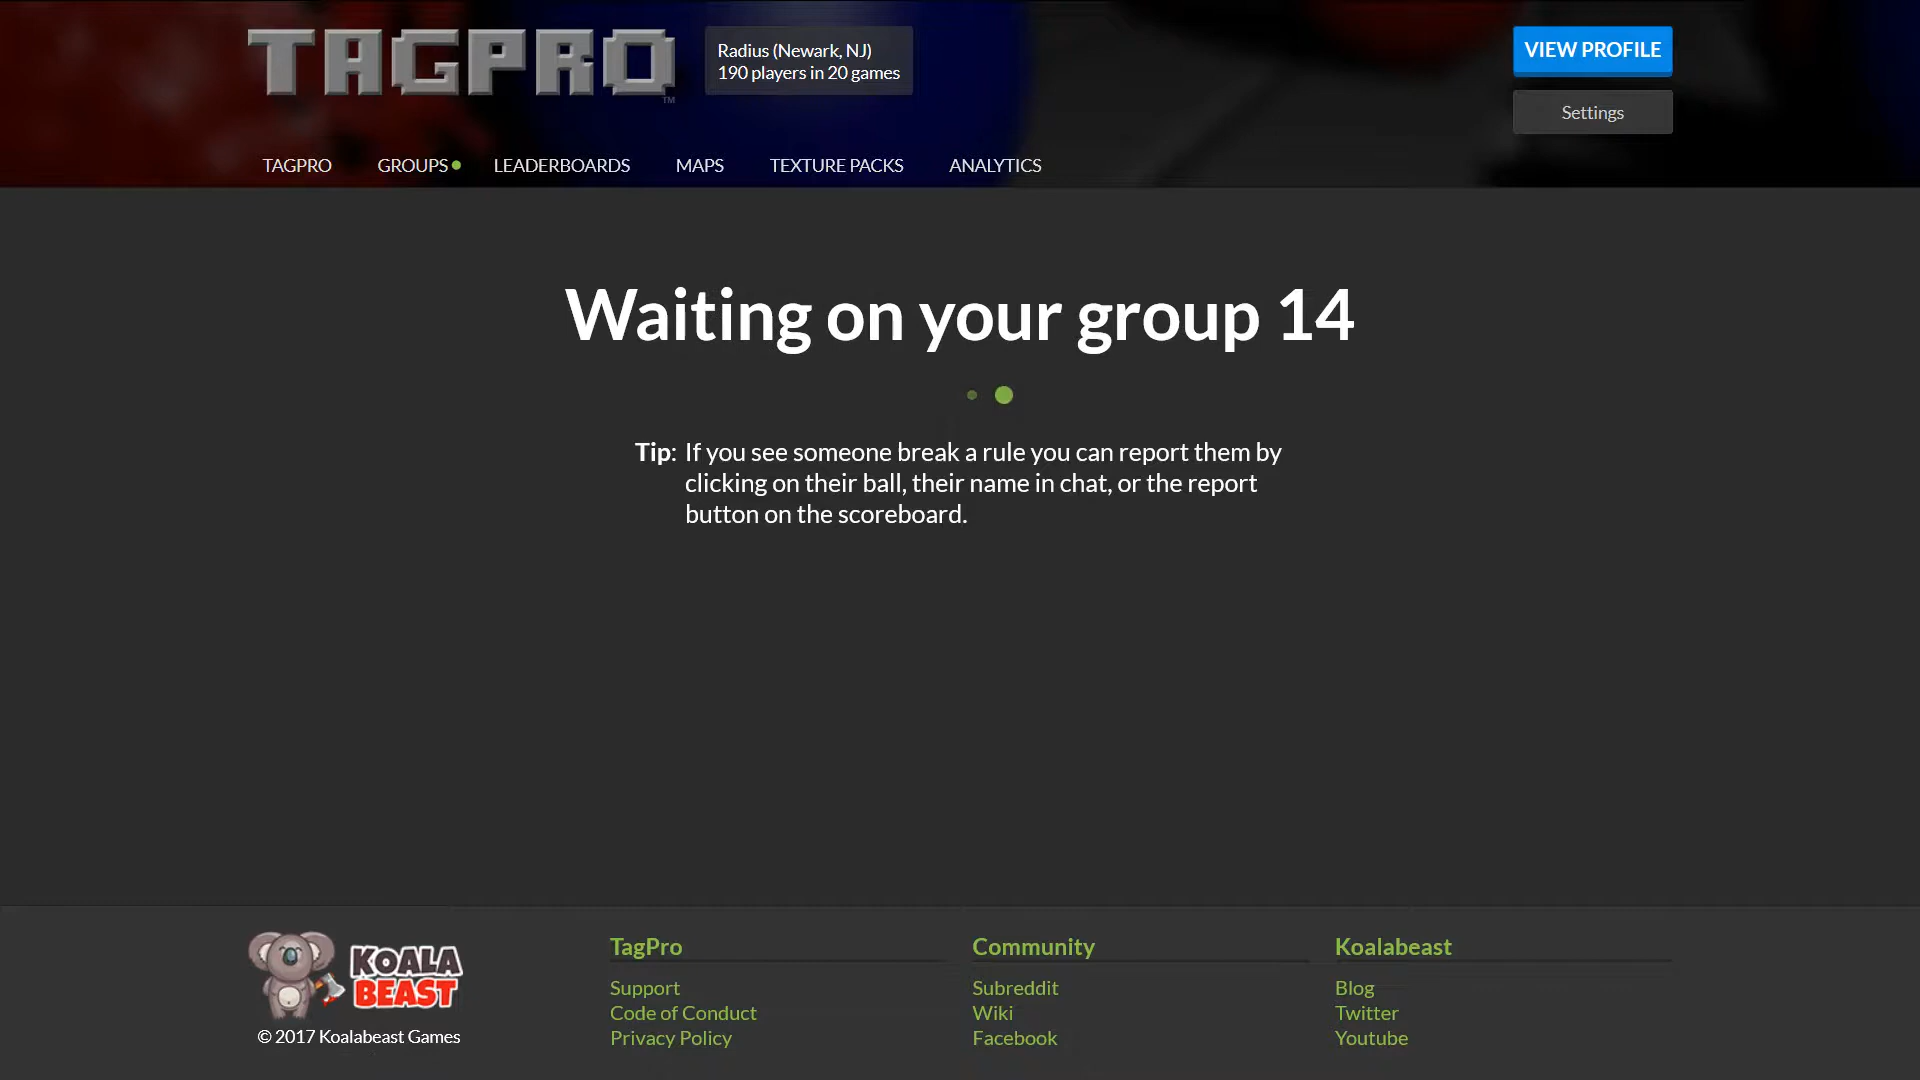 TAGPRO
TM
Radius (Newark, NJ)
190 players in 20 games
VIEW PROFILE
Settings
TAGPRO
GROUPS
LEADERBOARDS
MAPS
TEXTURE PACKS
ANALYTICS
Waiting on your group 14
Tip: If you see someone break a rule you can report them by
clicking on their ball, their name in chat, or the report
button on the scoreboard.
KOALA
BEAST
© 2017 Koalabeast Games
TagPro
Support
Code of Conduct
Privacy Policy
Community
Subreddit
Wiki
Facebook
Koalabeast
Blog
Twitter
Youtube